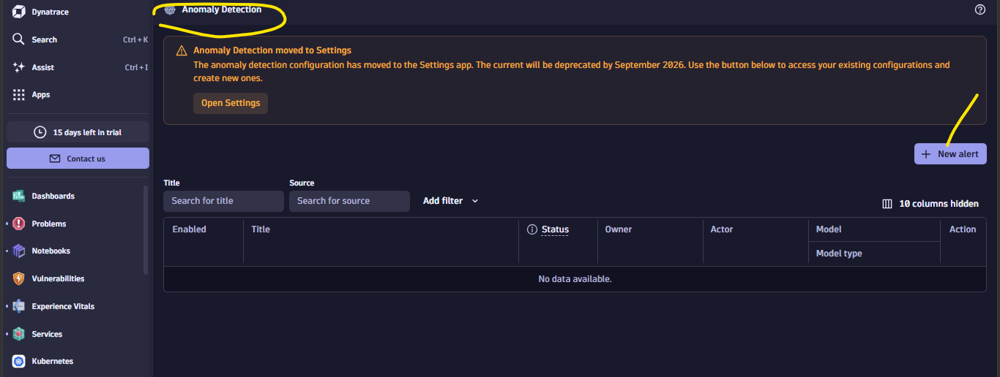 Dynatrace
Search Ctrl + K
Assist Ctrl + I
Apps
15 days left in trial
Contact us
Dashboards
Problems
Notebooks
Vulnerabilities
Experience Vitals
Services
Kubernetes
Anomaly Detection
Anomaly Detection moved to Settings
The anomaly detection configuration has moved to the Settings app. The current will be deprecated by September 2026. Use the button below to access your existing configurations and
create new ones.
Open Settings
New alert
Title Source
Search for title Search for source Add filter
10 columns hidden
Enabled Title Status Owner Actor Model Action
Model type
No data available.